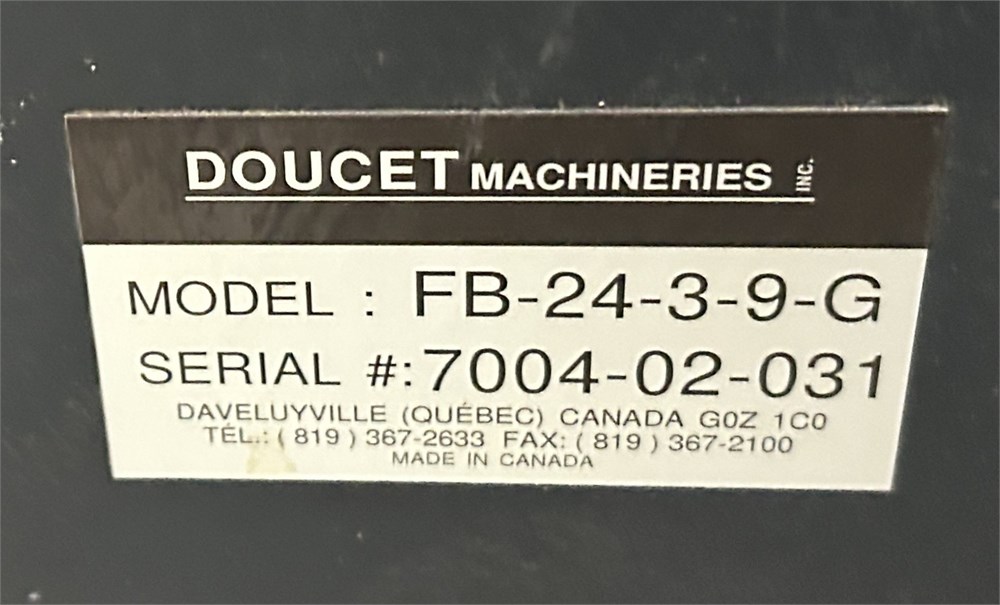 DOUCET MACHINERIES INC.
MODEL : FB-24-3-9-G
SERIAL #: 7004-02-031
DAVELUYVILLE (QUÉBEC) CANADA G0Z 1C0
TÉL.: ( 819 ) 367-2633 FAX: ( 819 ) 367-2100
MADE IN CANADA